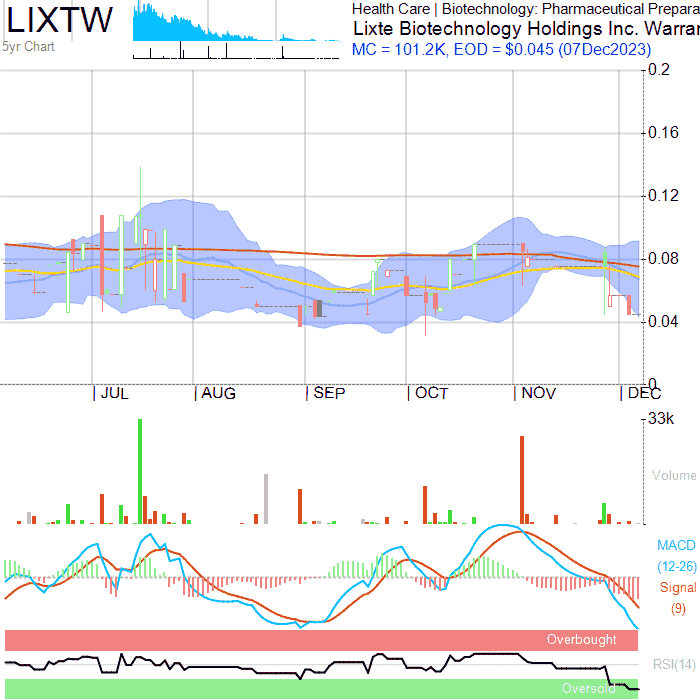 LIXTW
5yr Chart
Health Care | Biotechnology: Pharmaceutical Prepara
Lixte Biotechnology Holdings Inc. Warran
MC = 101.2K, EOD = $0.045 (07Dec2023)
0.2
0.16
0.12
0.08
0.04
0
JUL AUG SEP OCT NOV DEC
33k
Volume
MACD
(12-26)
Signal
(9)
Overbought
RSI(14)
Oversold